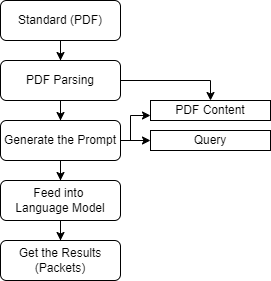 Standard (PDF)
PDF Parsing
PDF Content
Generate the Prompt
Query
Feed into
Language Model
Get the Results
(Packets)